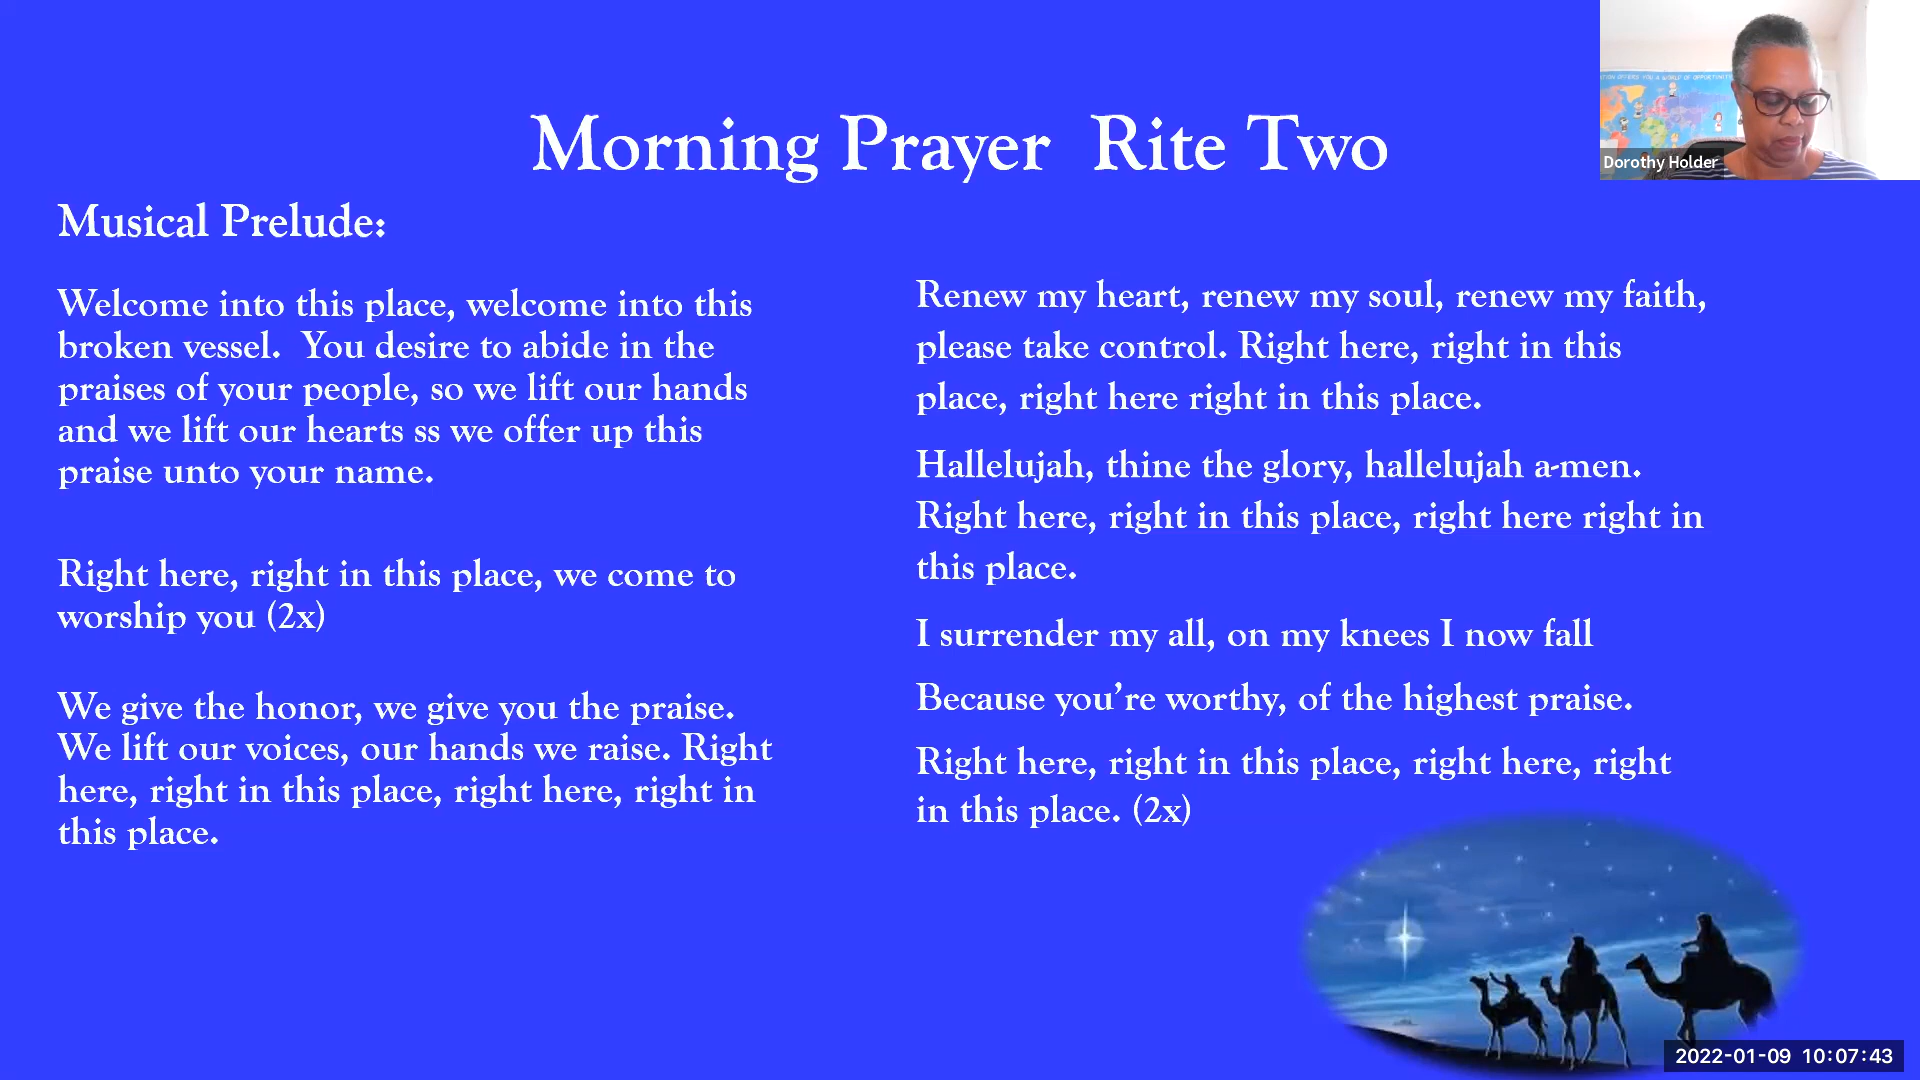 Morning Prayer  Rite Two
Musical Prelude:
Welcome into this place, welcome into this
broken vessel.  You desire to abide in the
praises of your people, so we lift our hands
and we lift our hearts ss we offer up this
praise unto your name.
Right here, right in this place, we come to
worship you (2x)
We give the honor, we give you the praise.
We lift our voices, our hands we raise. Right
here, right in this place, right here, right in
this place.
Renew my heart, renew my soul, renew my faith,
please take control. Right here, right in this
place, right here right in this place.
Hallelujah, thine the glory, hallelujah a-men.
Right here, right in this place, right here right in
this place.
I surrender my all, on my knees I now fall
Because you’re worthy, of the highest praise.
Right here, right in this place, right here, right
in this place. (2x)
OFFERS YOU A WORLD OF OPPORTUNITY
Dorothy Holder
2022-01-09 10:07:43